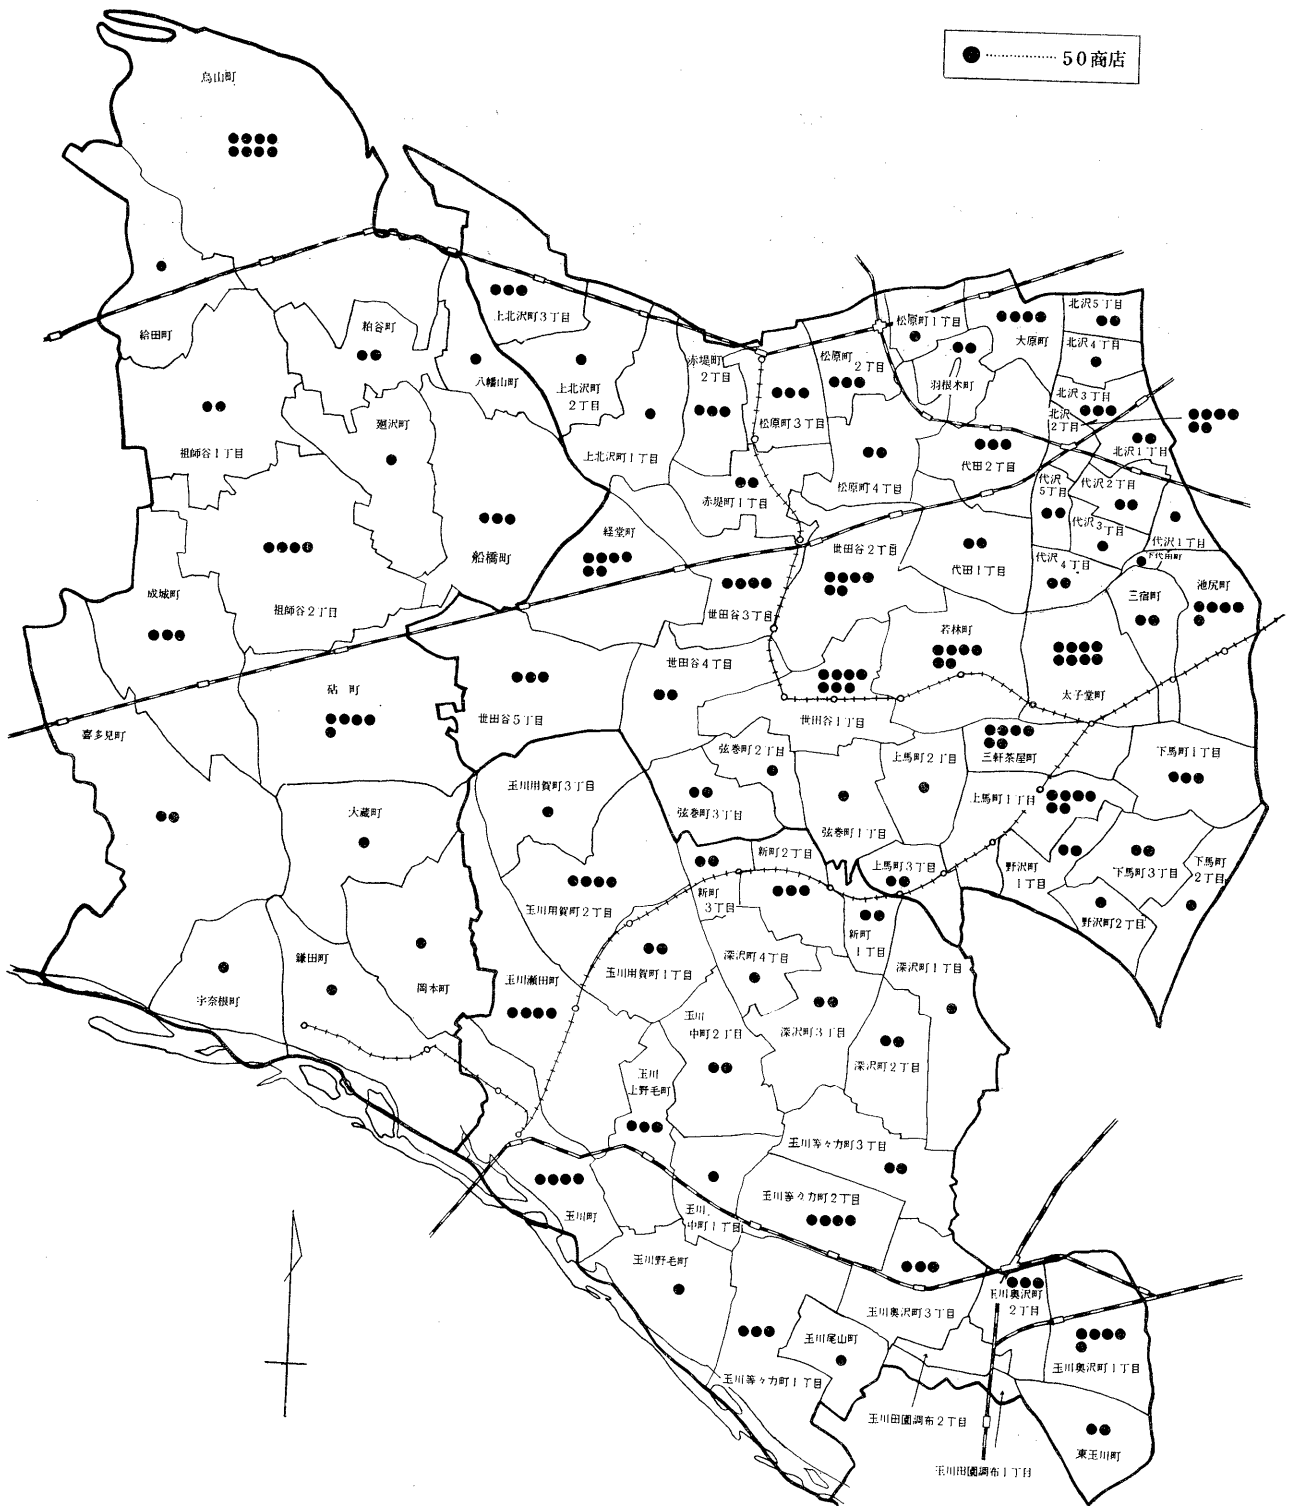 ●············50商店
烏山町
給田町
粕谷町
上北沢町3丁目
八幡山町
上北沢町
2丁目
赤堤町
2丁目
松原町
2丁目
松原町1丁目
大原町
北沢5丁目
北沢4丁目
羽根木町
北沢3丁目
北沢
2丁目
北沢1丁目
祖師谷1丁目
廻沢町
上北沢町1丁目
松原町3丁目
赤堤町1丁目
松原町4丁目
代田2丁目
代沢
5丁目
代沢2丁目
代沢3丁目
代沢1丁目
下代田町
船橋町
経堂町
世田谷2丁目
代田1丁目
代沢
4丁目
三宿町
池尻町
成城町
祖師谷2丁目
世田谷3丁目
若林町
世田谷4丁目
砧町
世田谷5丁目
世田谷1丁目
太子堂町
喜多見町
弦巻町2丁目
上馬町2丁目
三軒茶屋町
下馬町1丁目
玉川用賀町3丁目
弦巻町3丁目
弦巻町1丁目
上馬町1丁目
大蔵町
新町2丁目
上馬町3丁目
野沢町
1丁目
下馬町3丁目
下馬町
2丁目
玉川用賀町2丁目
新町
3丁目
野沢町2丁目
新町
1丁目
鎌田町
宇奈根町
岡本町
玉川瀬田町
玉川用賀町1丁目
深沢町4丁目
深沢町1丁目
玉川
中町2丁目
深沢町3丁目
深沢町2丁目
玉川
上野毛町
玉川等々力町3丁目
玉川町
玉川
中町1丁目
玉川等々力町2丁目
玉川野毛町
玉川奥沢町3丁目
玉川奥沢町
2丁目
玉川尾山町
玉川等々力町1丁目
玉川奥沢町1丁目
玉川田園調布2丁目
東玉川町
玉川田園調布1丁目